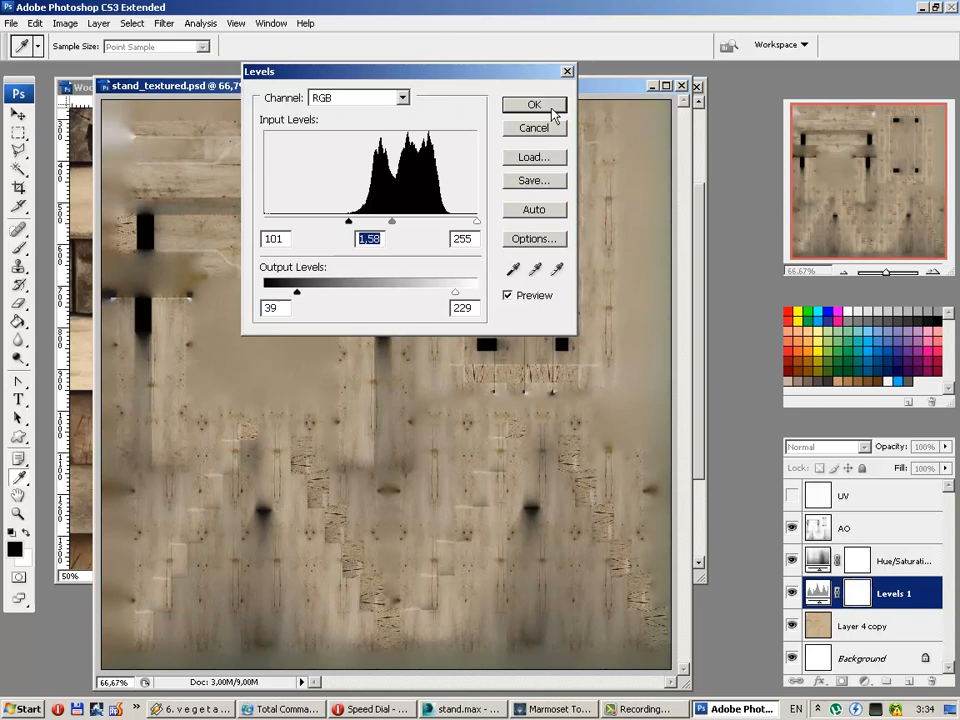 Ps Adobe Photoshop CS3 Extended
File Edit Image Layer Select Filter Analysis View Window Help
Sample Size: Point Sample
Workspace
Ps
stand_textured.psd @ 66,7%
Levels
Channel: RGB
OK
Input Levels:
Cancel
Load...
Save...
Auto
101 1,58 255
Options...
Output Levels:
Preview
39 229
66.67%
Normal Opacity: 100%
Lock: Fill: 100%
UV
AO
Hue/Saturati...
Levels 1
Layer 4 copy
Background
50%
66,67% Doc: 3,00M/9,00M
Start 6. v e g e t a Total Comma... Speed Dial - ... stand.max - ... Marmoset To... Recording... Adobe Phot... EN 3:34